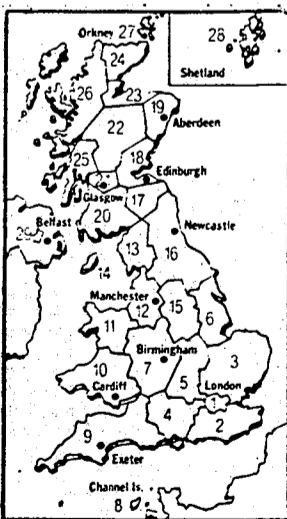 Orkney 27
28
Shetland
24
26
23
19
22
Aberdeen
25
18
Edinburgh
Glasgow
17
20
Belfast
29
Newcastle
13
16
14
Manchester
12
15
6
11
Birmingham
3
10
7
5
London
Cardiff
1
4
2
9
Exeter
Channel Is.
8